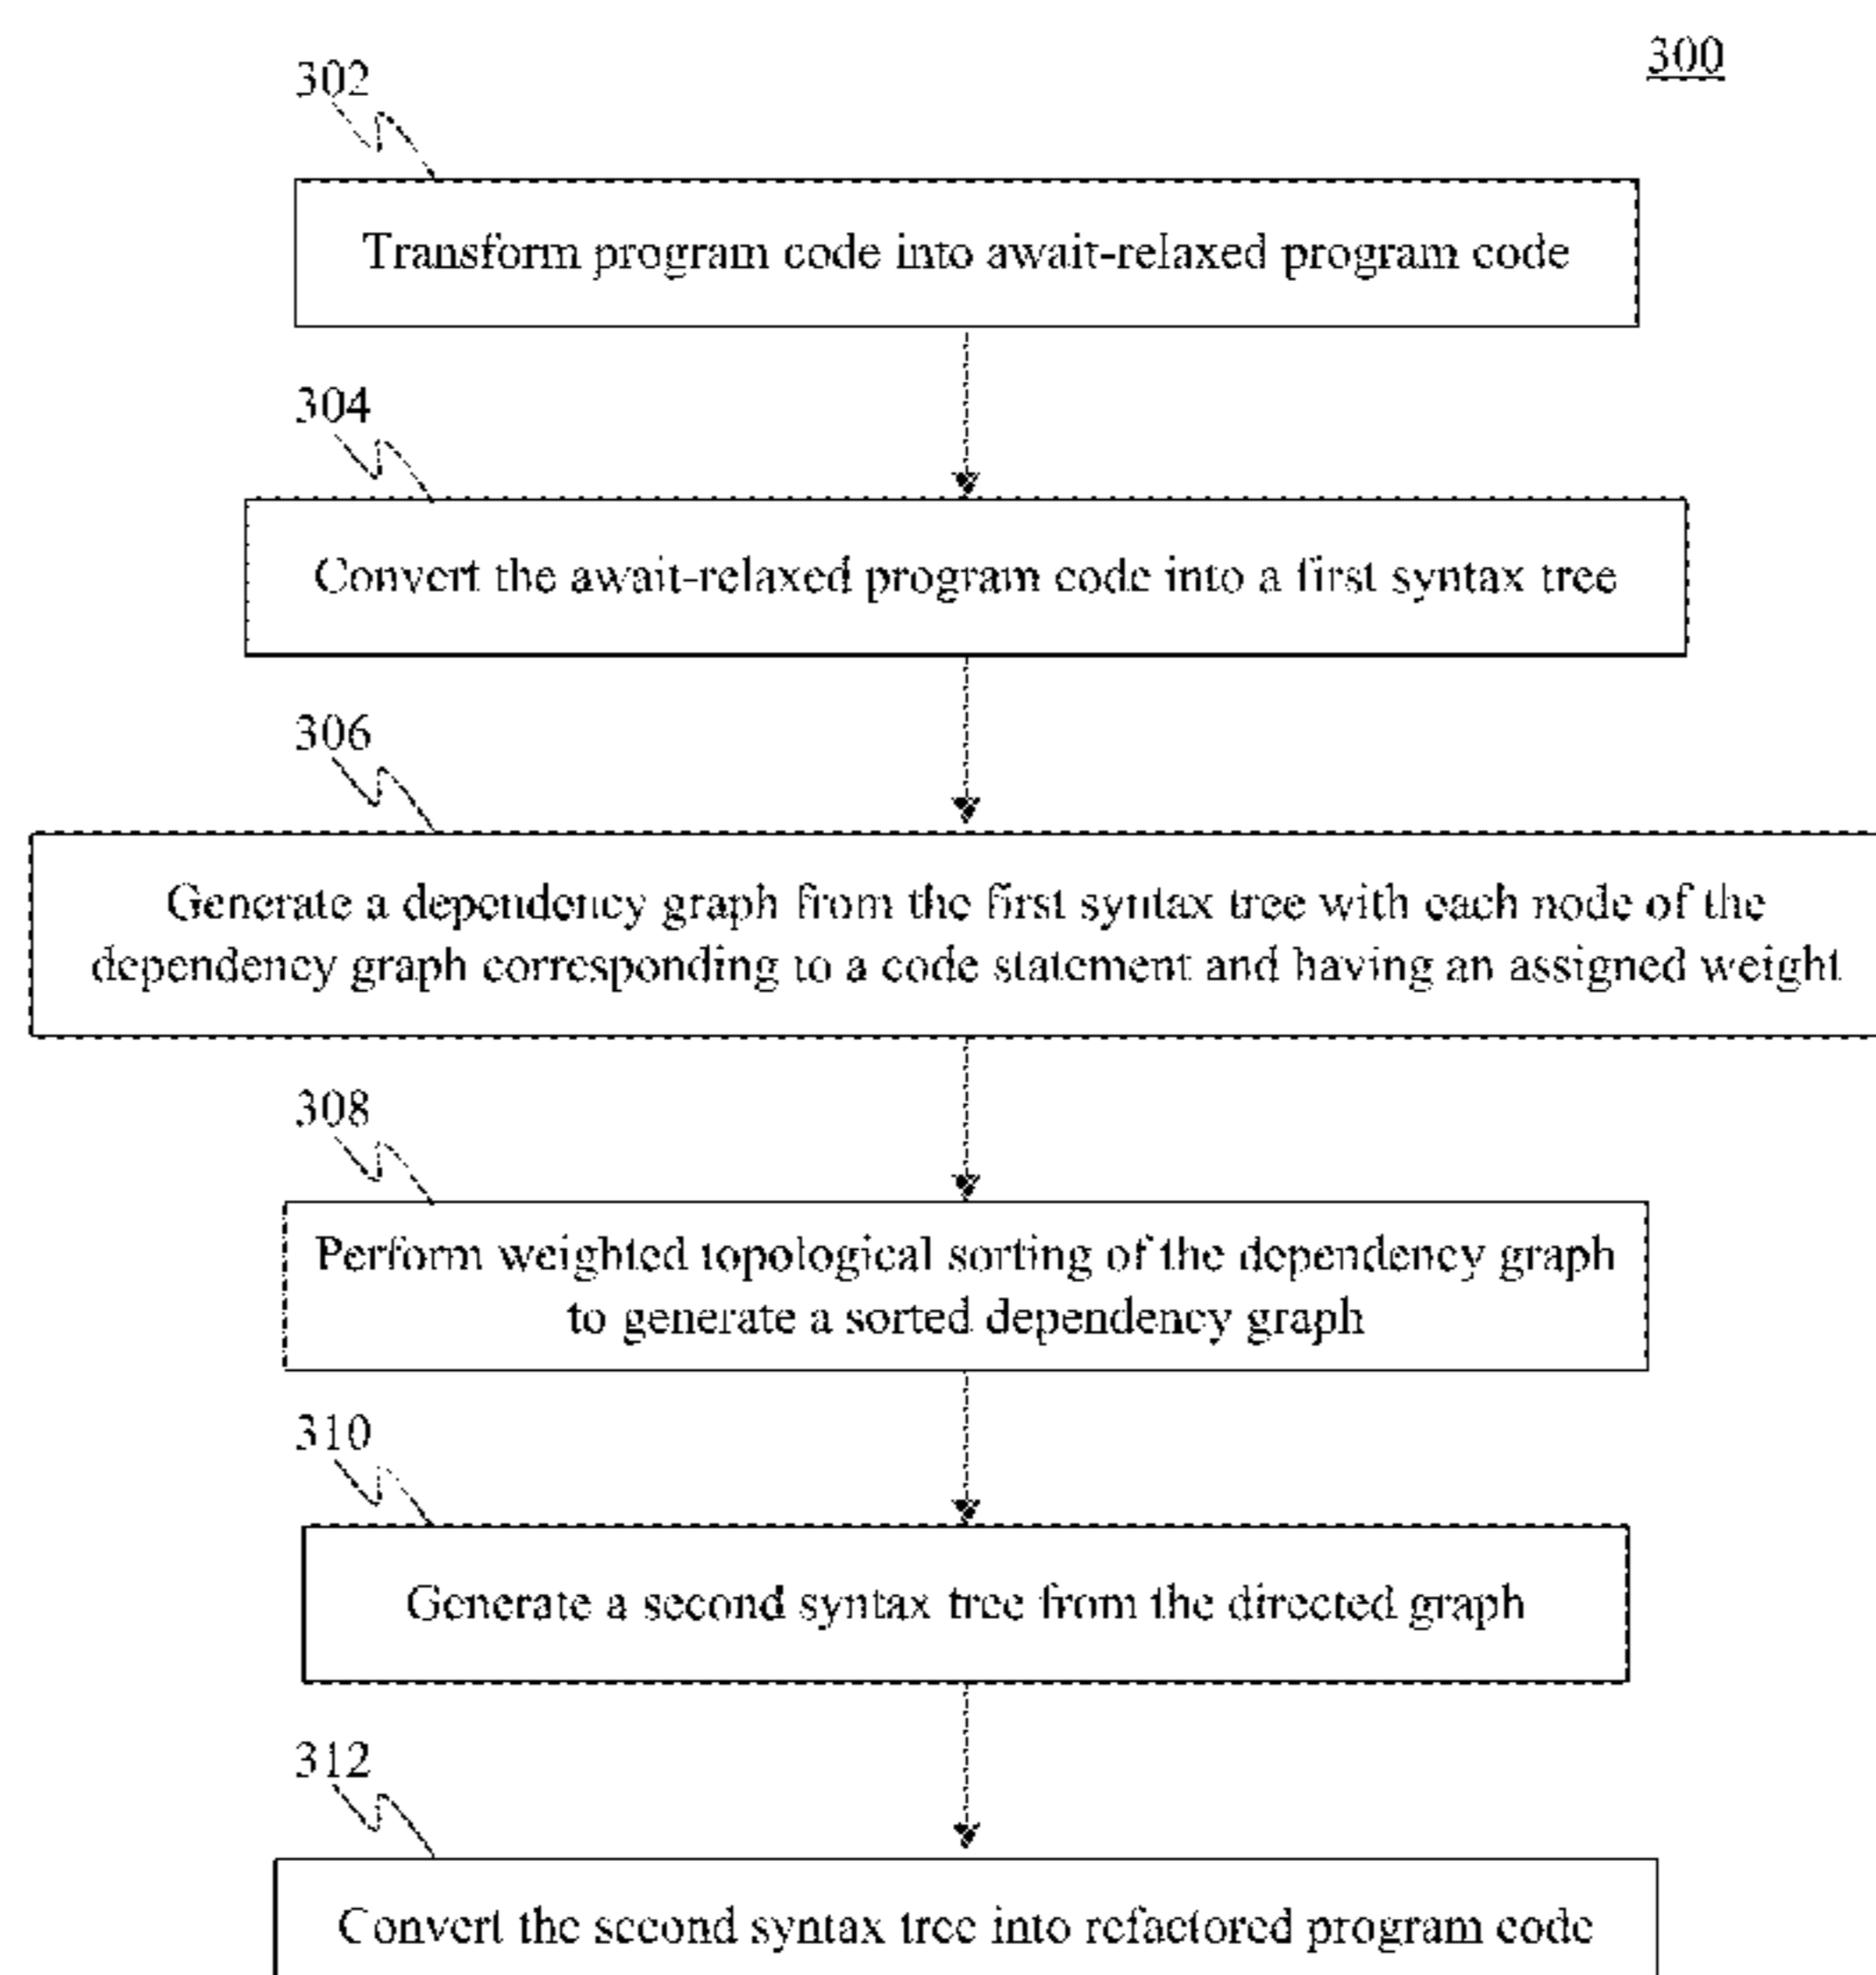 300
302
Transform program code into await-relaxed program code
304
Convert the await-relaxed program code into a first syntax tree
306
Generate a dependency graph from the first syntax tree with each node of the
dependency graph corresponding to a code statement and having an assigned weight
308
Perform weighted topological sorting of the dependency graph
to generate a sorted dependency graph
310
Generate a second syntax tree from the directed graph
312
Convert the second syntax tree into refactored program code